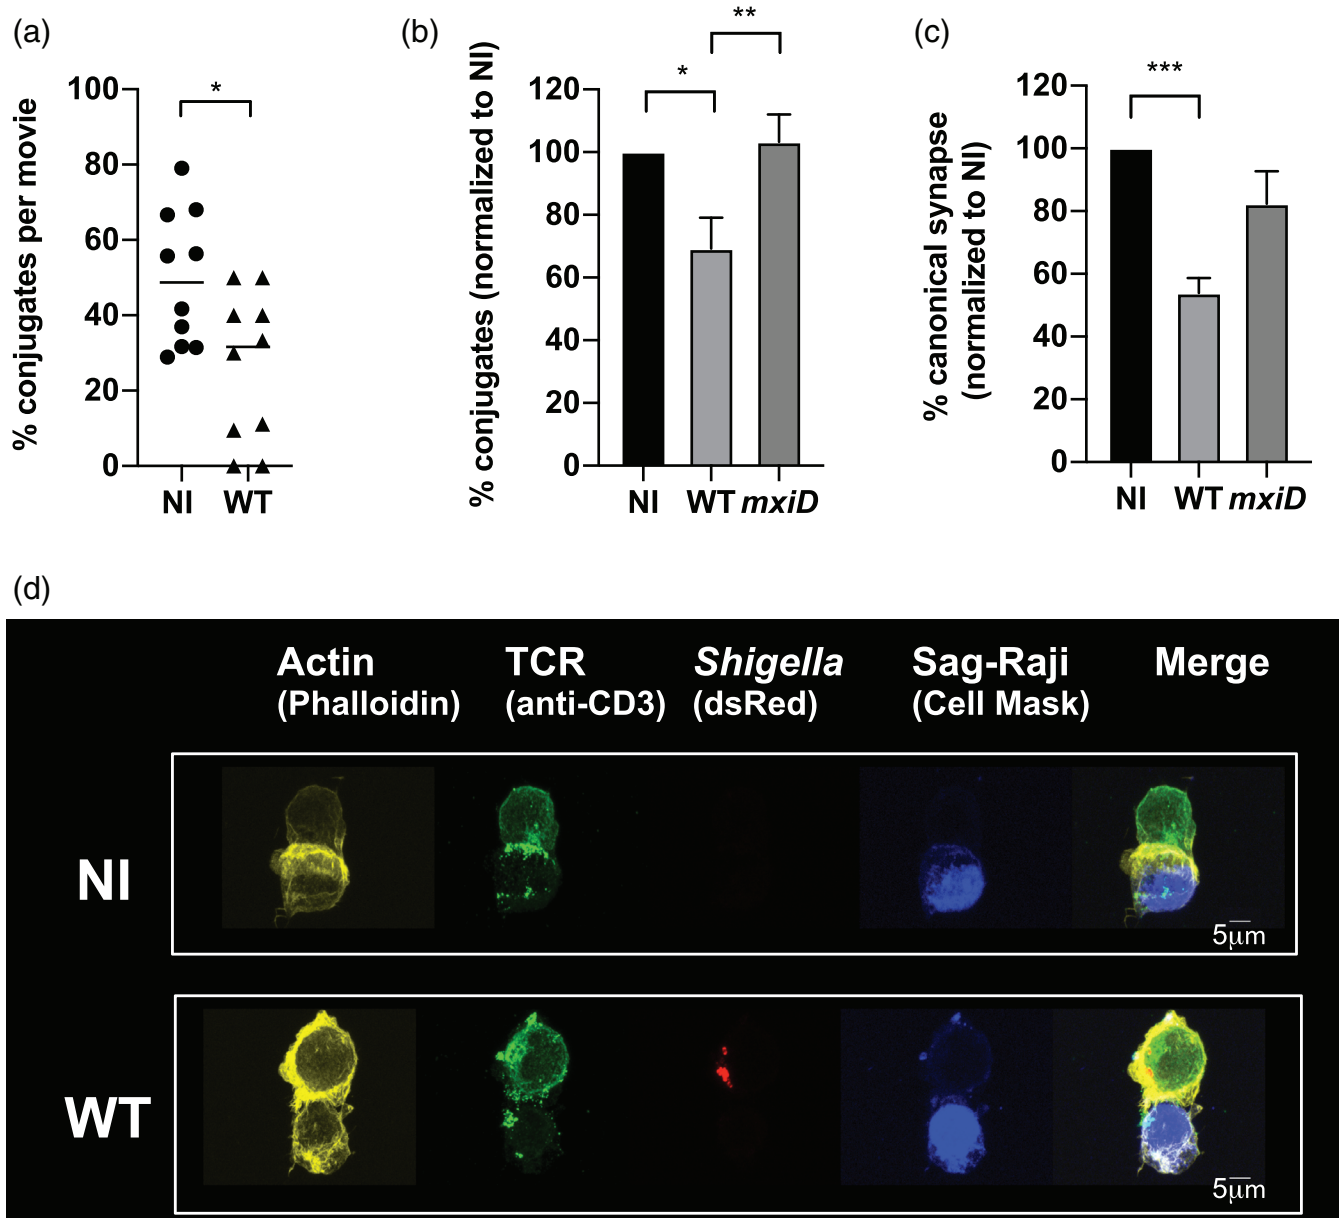 (a)
% conjugates per movie
100
80
60
40
20
0
*
NI WT
(b)
% conjugates (normalized to NI)
120
100
80
60
40
20
0
*
**
NI WT mxiD
(c)
% canonical synapse
(normalized to NI)
120
100
80
60
40
20
0
***
NI WT mxiD
(d)
Actin
(Phalloidin)
TCR
(anti-CD3)
Shigella
(dsRed)
Sag-Raji
(Cell Mask)
Merge
NI
5μm
WT
5μm